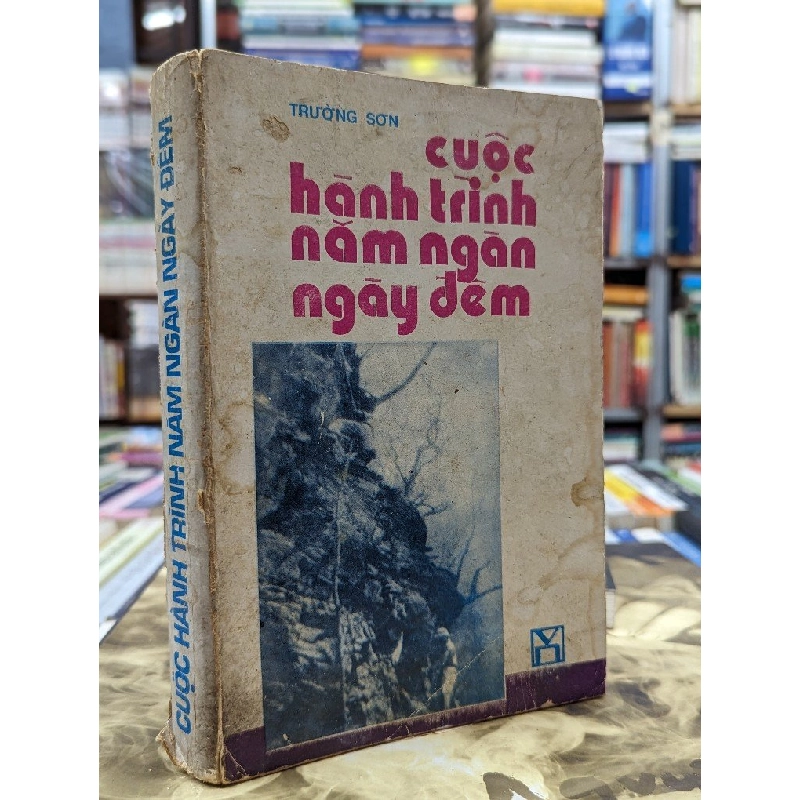 TRƯỜNG SƠN
cuộc
hành trình
năm ngàn
ngày đêm
CUỘC HÀNH TRÌNH NĂM NGÀN NGÀY ĐÊM